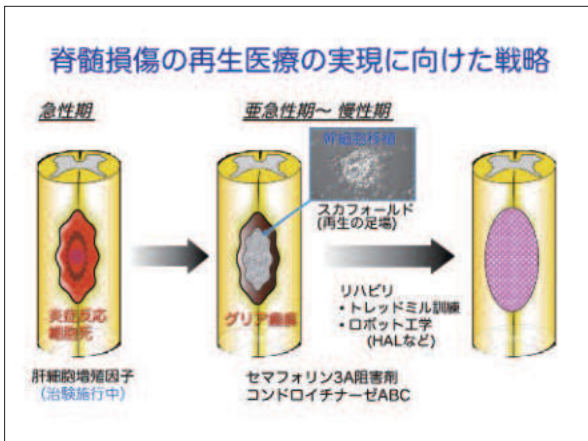 脊髄損傷の再生医療の実現に向けた戦略
急性期
亜急性期～ 慢性期
幹細胞移植
スカフォールド
(再生の足場)
炎症反応
細胞死
グリア瘢痕
リハビリ
・トレッドミル訓練
・ロボット工学
(HALなど)
肝細胞増殖因子
(治験施行中)
セマフォリン3A阻害剤
コンドロイチナーゼABC